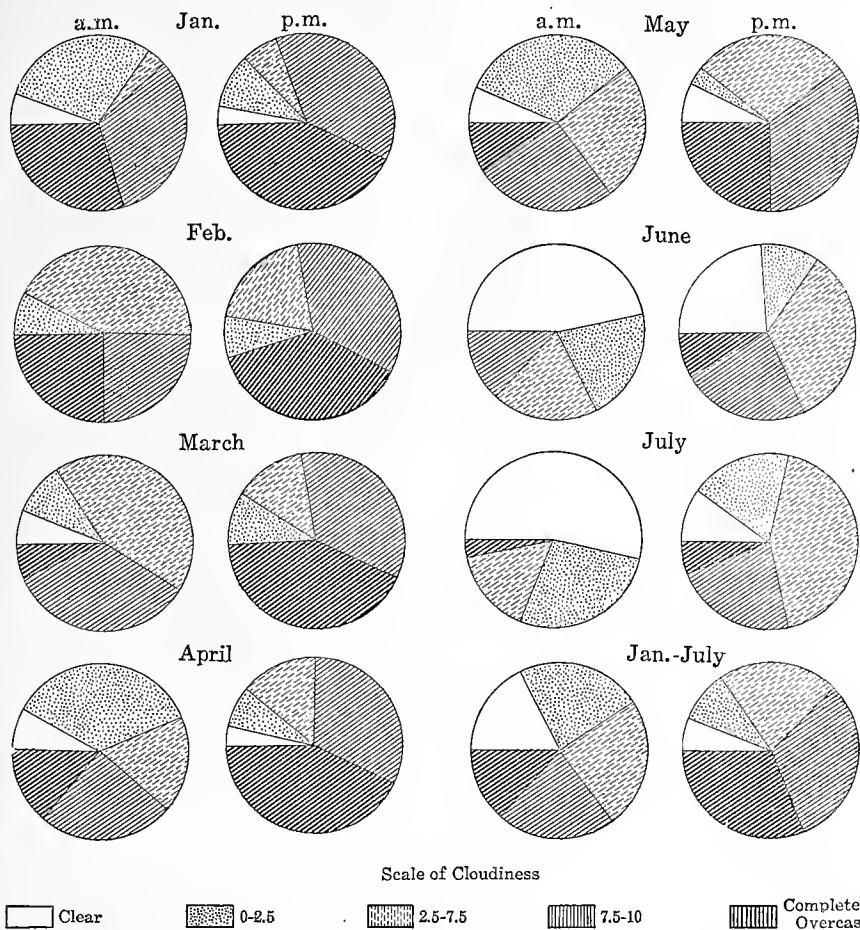 a.m. Jan. p.m.
a.m. May p.m.
Feb.
June
March
July
April
Jan.-July
Scale of Cloudiness
Clear
0-2.5
2.5-7.5
7.5-10
Complete
Overcas